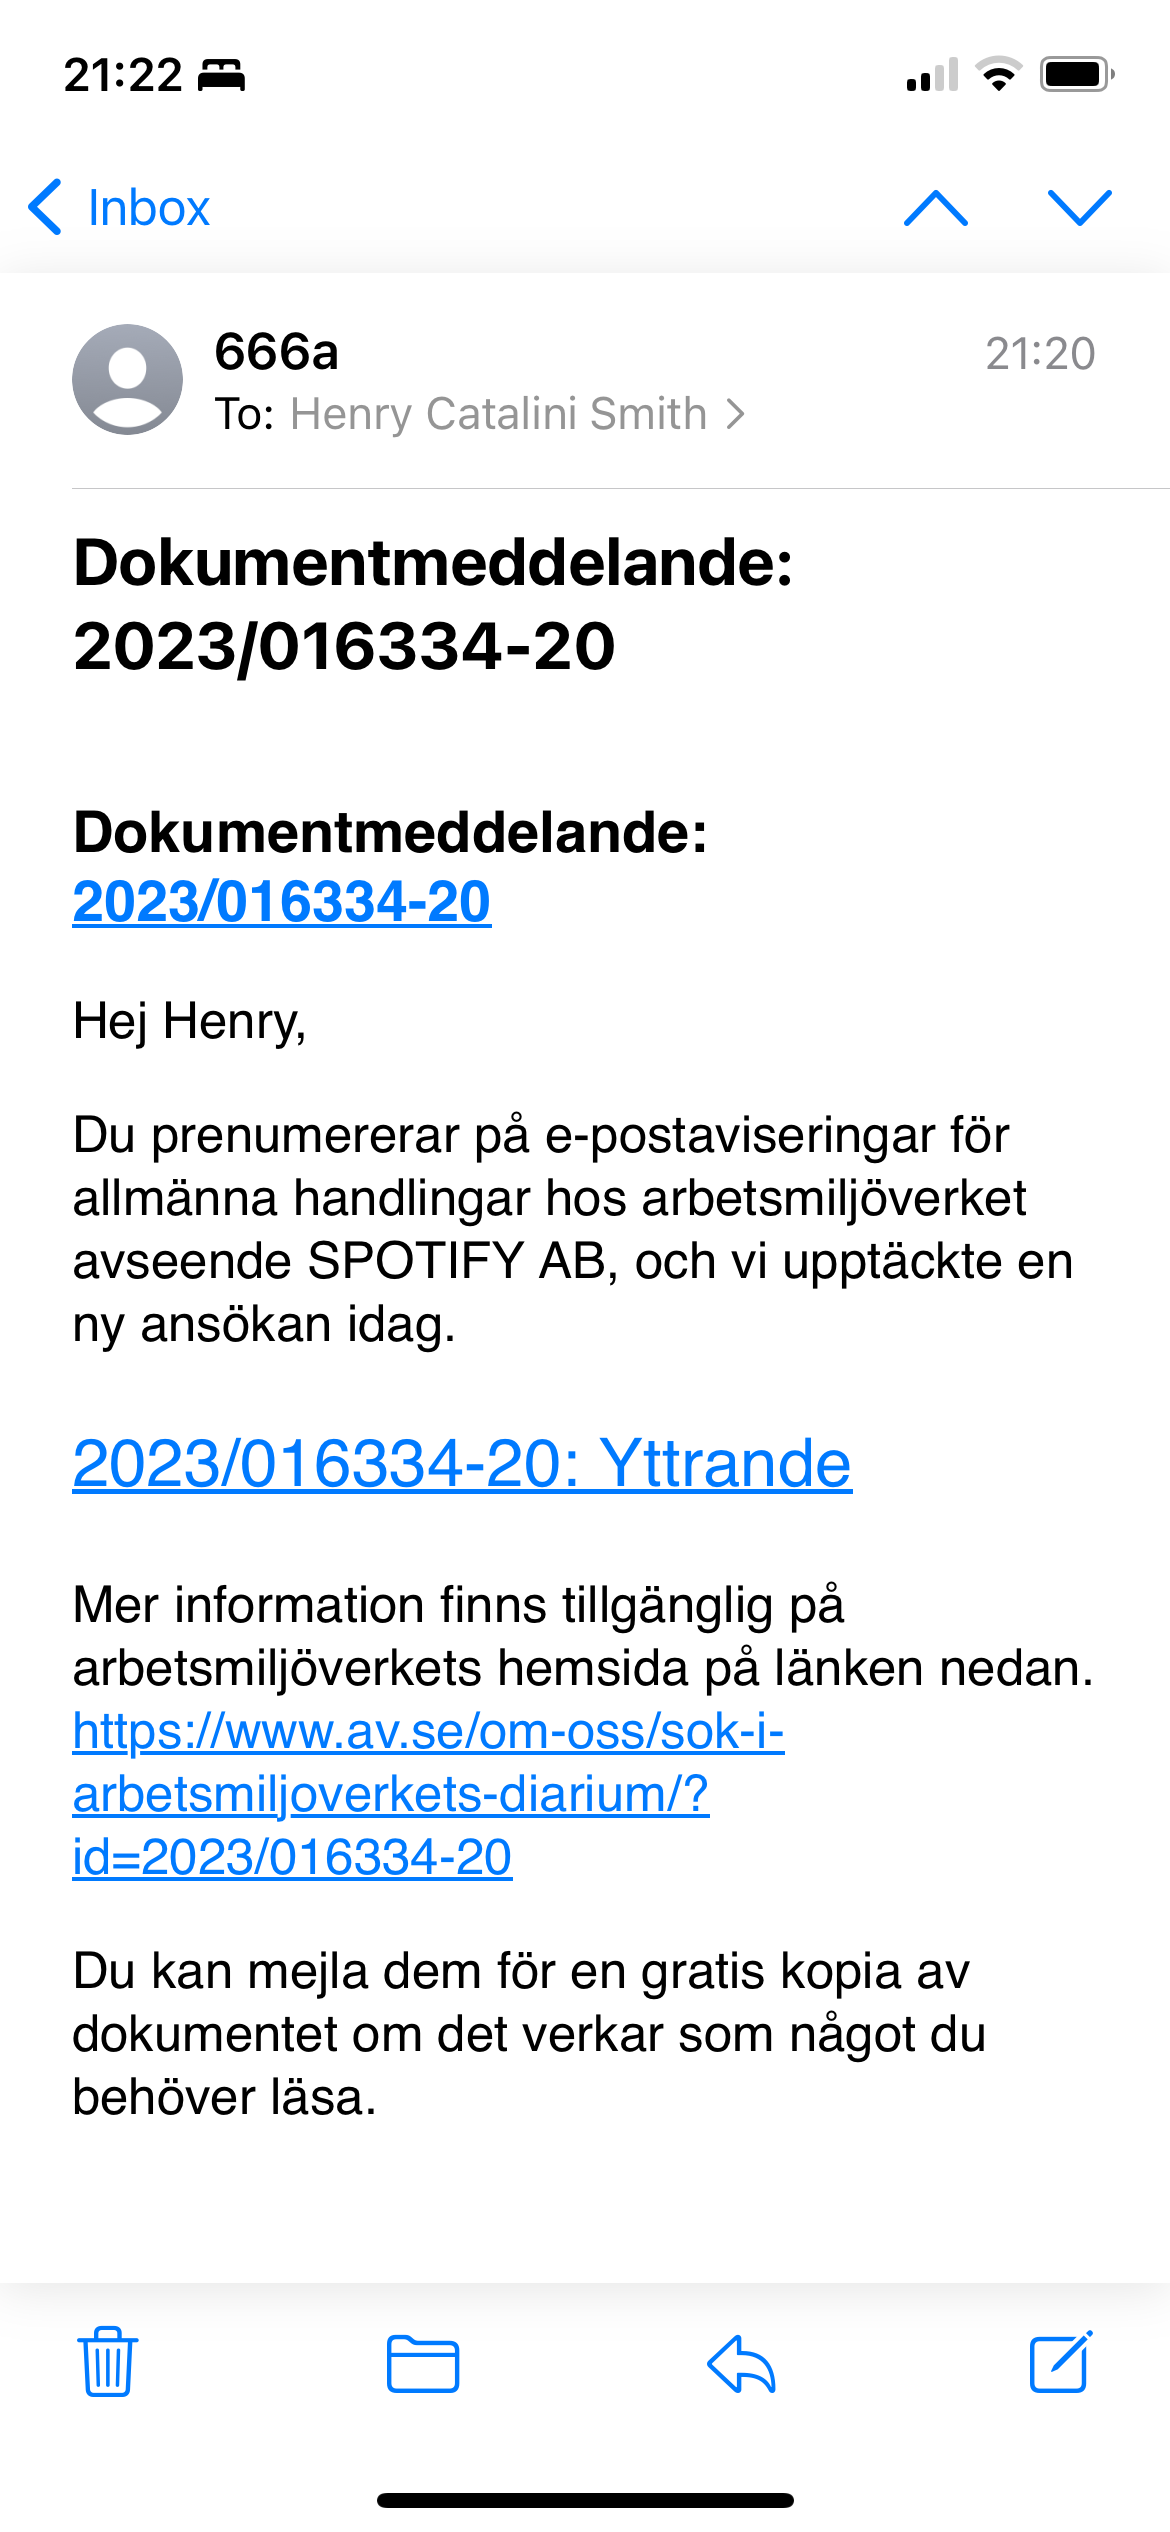 21:22
Inbox
666a
21:20
To: Henry Catalini Smith
Dokumentmeddelande:
2023/016334-20
Dokumentmeddelande:
2023/016334-20
Hej Henry,
Du prenumererar på e-postaviseringar för
allmänna handlingar hos arbetsmiljöverket
avseende SPOTIFY AB, och vi upptäckte en
ny ansökan idag.
2023/016334-20: Yttrande
Mer information finns tillgänglig på
arbetsmiljöverkets hemsida på länken nedan.
https://www.av.se/om-oss/sok-i-
arbetsmiljoverkets-diarium/?
id=2023/016334-20
Du kan mejla dem för en gratis kopia av
dokumentet om det verkar som något du
behöver läsa.